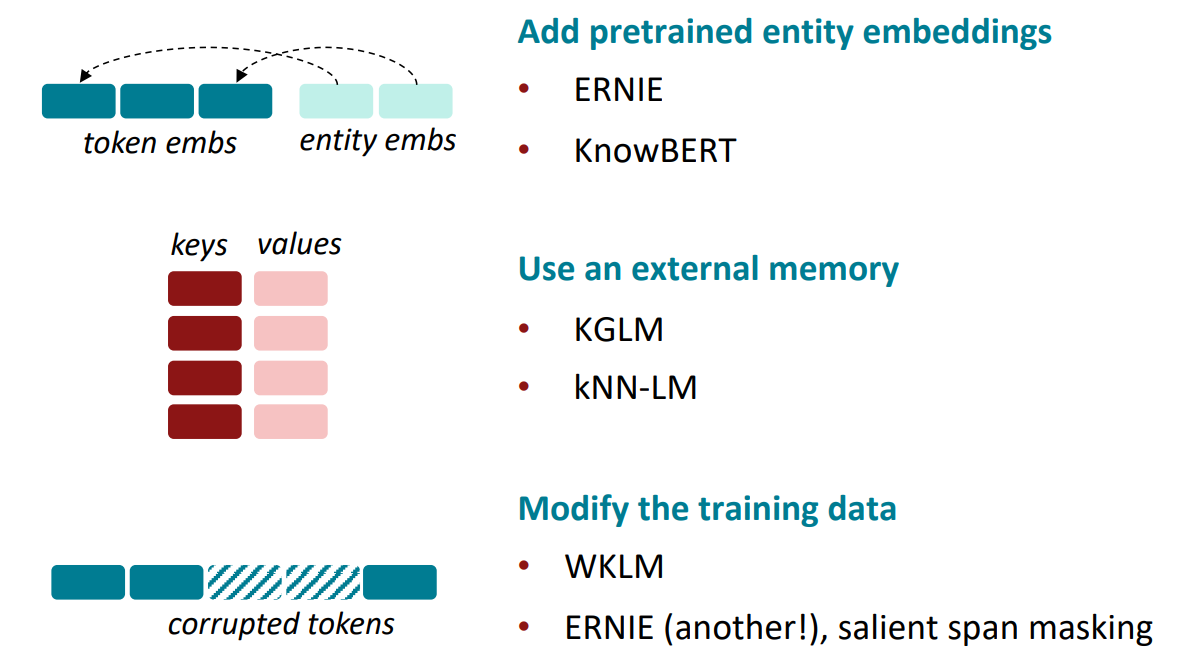 Add pretrained entity embeddings
• ERNIE
• KnowBERT
token embs
entity embs
keys
values
Use an external memory
• KGLM
• kNN-LM
Modify the training data
• WKLM
• ERNIE (another!), salient span masking
corrupted tokens